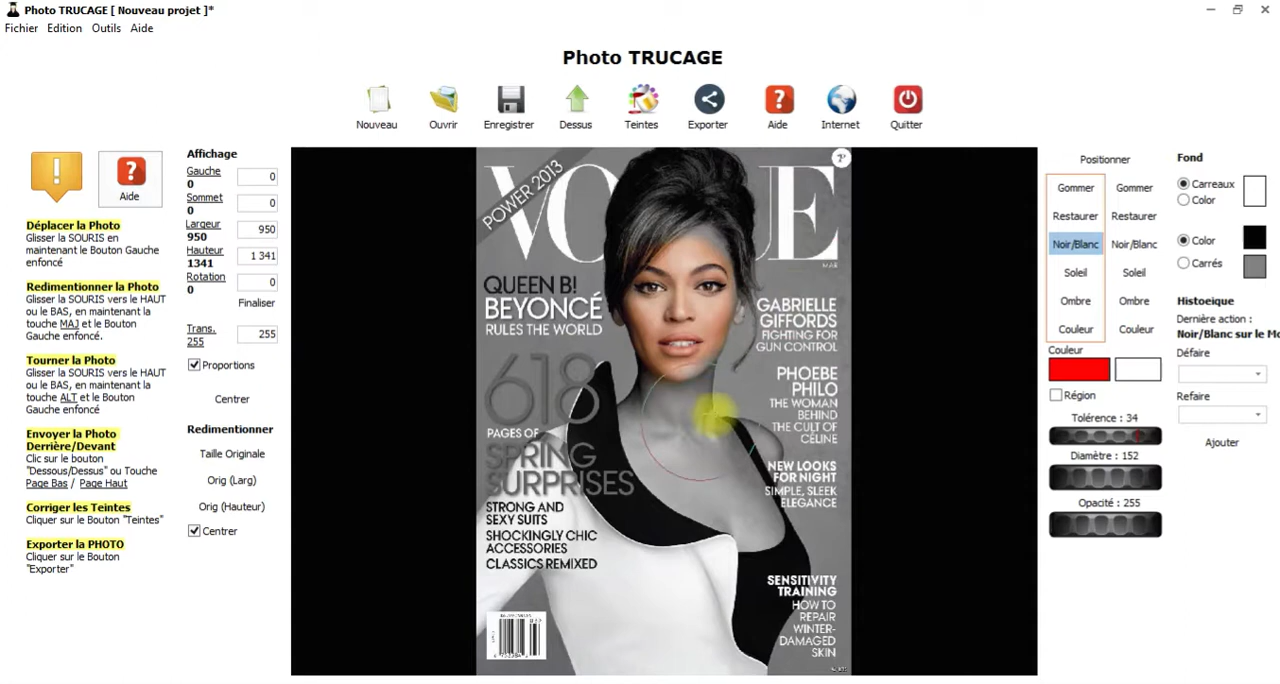 Photo TRUCAGE [ Nouveau projet ]*
Fichier Edition Outils Aide
Photo TRUCAGE
Nouveau Ouvrir Enregistrer Dessus Teintes Exporter Aide Internet Quitter
Aide
Déplacer la Photo
Glisser la SOURIS en
maintenant le Bouton Gauche
enfoncé
Redimentionner la Photo
Glisser la SOURIS vers le HAUT
ou le BAS, en maintenant la
touche MAJ et le Bouton
Gauche enfoncé.
Tourner la Photo
Glisser la SOURIS vers le HAUT
ou le BAS, en maintenant la
touche ALT et le Bouton
Gauche enfoncé
Envoyer la Photo
Derrière/Devant
Clic sur le bouton
"Dessous/Dessus" ou Touche
Page Bas / Page Haut
Corriger les Teintes
Cliquer sur le Bouton "Teintes"
Exporter la PHOTO
Cliquer sur le Bouton
"Exporter"
Affichage
Gauche
0
0
Sommet
0
0
Largeur
950
950
Hauteur
1341
1 341
Rotation
0
0
Finaliser
Trans.
255
255
Proportions
Centrer
Redimentionner
Taille Originale
Orig (Larg)
Orig (Hauteur)
Centrer
VOGUE
POWER 2013
MAR
QUEEN B!
BEYONCÉ
RULES THE WORLD
618
PAGES OF
SPRING
SURPRISES
STRONG AND
SEXY SUITS
SHOCKINGLY CHIC
ACCESSORIES
CLASSICS REMIXED
GABRIELLE
GIFFORDS
FIGHTING FOR
GUN CONTROL
PHOEBE
PHILO
THE WOMAN
BEHIND
THE CULT OF
CÉLINE
NEW LOOKS
FOR NIGHT
SIMPLE, SLEEK
ELEGANCE
SENSITIVITY
TRAINING
HOW TO
REPAIR
WINTER-
DAMAGED
SKIN
Positionner
Gommer Gommer
Restaurer Restaurer
Noir/Blanc Noir/Blanc
Soleil Soleil
Ombre Ombre
Couleur Couleur
Couleur
Région
Tolérence : 34
Diamètre : 152
Opacité : 255
Fond
Carreaux
Color
Color
Carrés
Histoeique
Dernière action :
Noir/Blanc sur le Mo
Défaire
Refaire
Ajouter